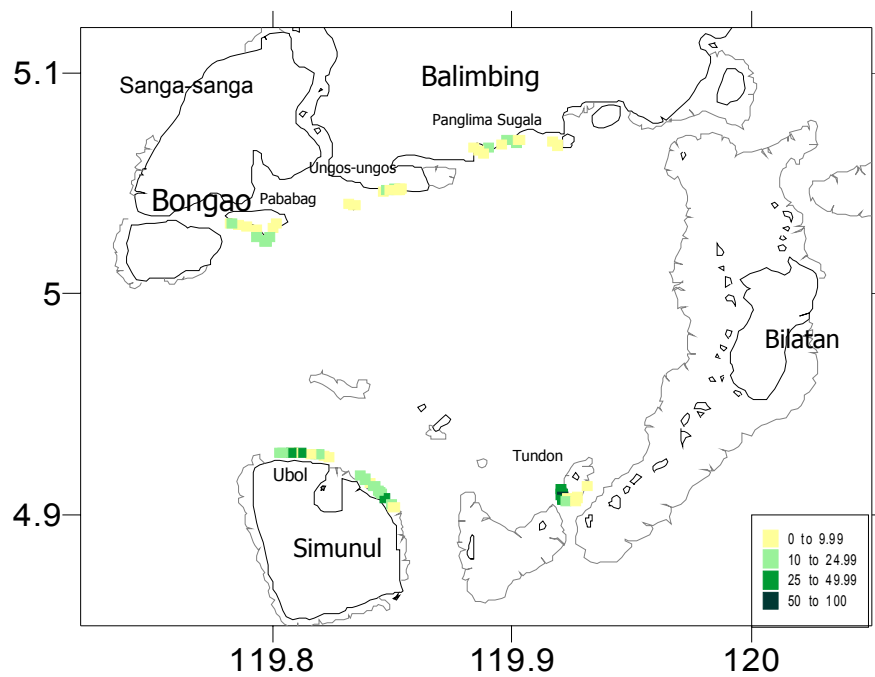 5.1
Sanga-sanga
Balimbing
Panglima Sugala
Ungos-ungos
Bongao
Pababag
5
Bilatan
Tundon
Ubol
4.9
Simunul
0 to 9.99
10 to 24.99
25 to 49.99
50 to 100
119.8
119.9
120